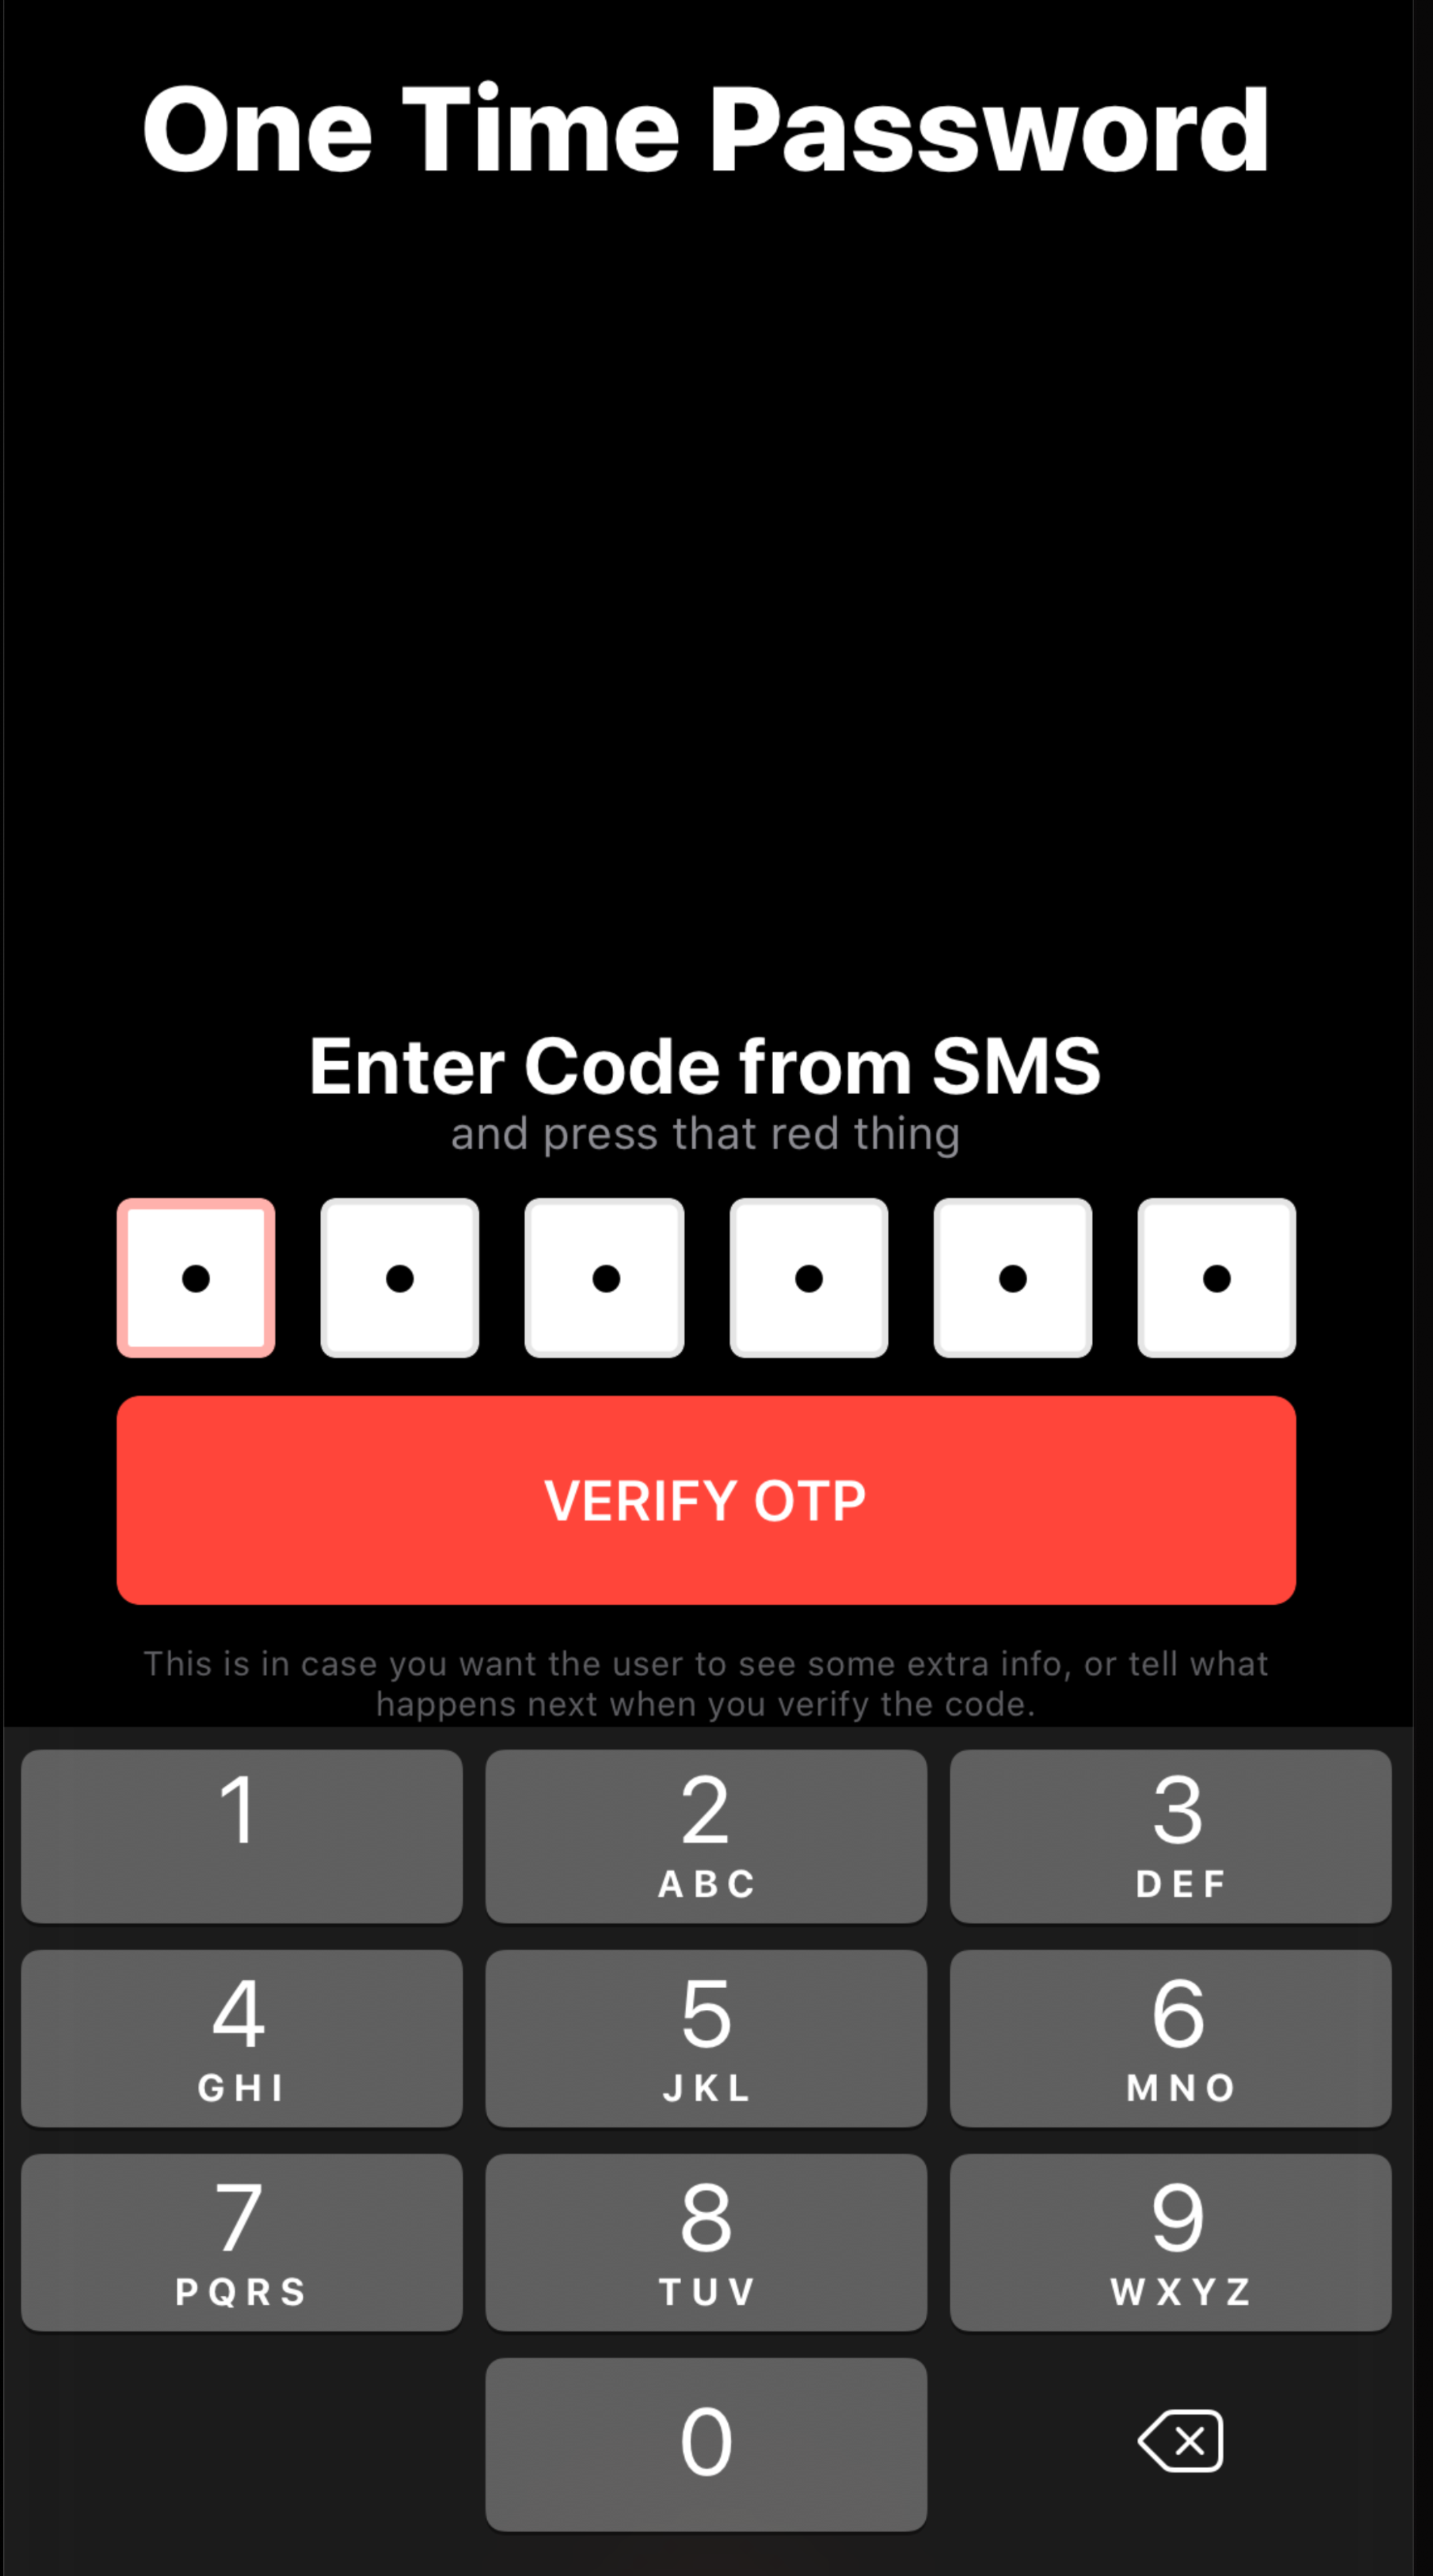 One Time Password
Enter Code from SMS
and press that red thing
VERIFY OTP
This is in case you want the user to see some extra info, or tell what
happens next when you verify the code.
1 2 3
ABC DEF
4 5 6
GHI JKL MNO
7 8 9
PQRS TUV WXYZ
0